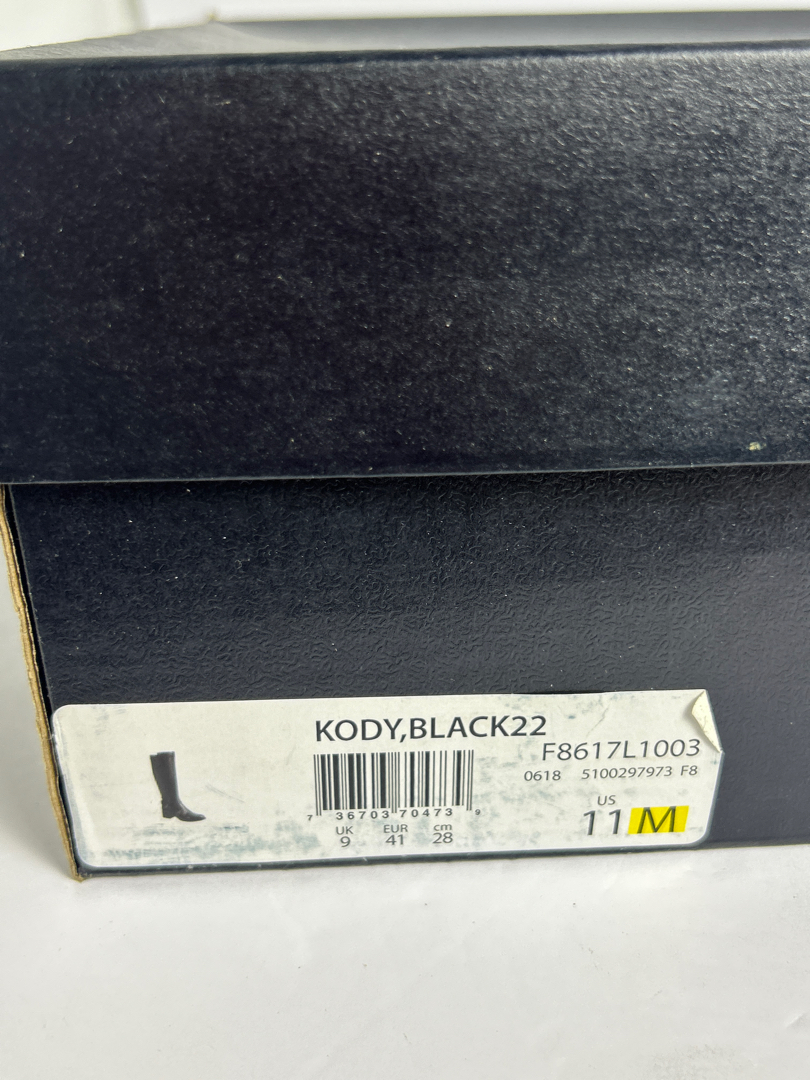 KODY,BLACK22
F8617L1003
0618 5100297973 F8
7 36703 70473 9
UK EUR cm
9 41 28
US
11 M